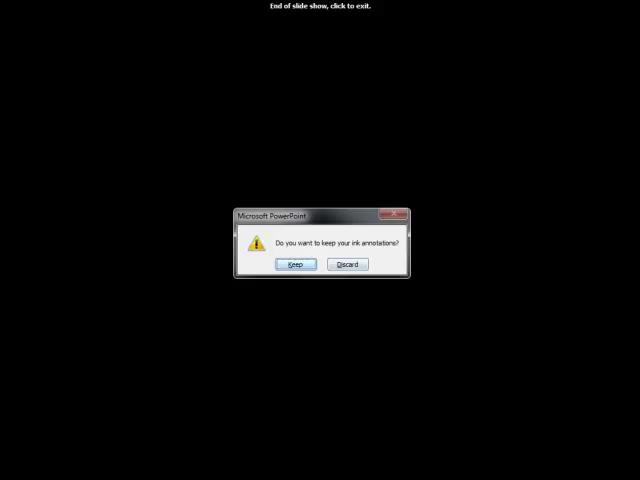 End of slide show, click to exit.
Microsoft PowerPoint
Do you want to keep your ink annotations?
Keep Discard